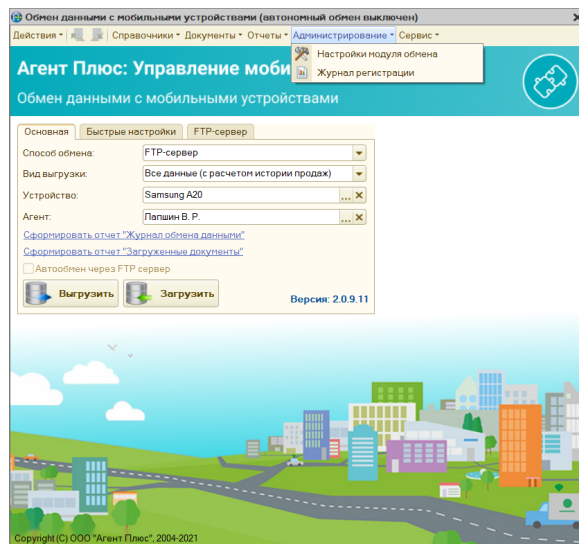 Обмен данными с мобильными устройствами (автономный обмен выключен)
Действия Справочники Документы Отчеты Администрирование Сервис
Настройки модуля обмена
Журнал регистрации
Агент Плюс: Управление моби
Обмен данными с мобильными устройствами
Основная Быстрые настройки FTP-сервер
Способ обмена: FTP-сервер
Вид выгрузки: Все данные (с расчетом истории продаж)
Устройство: Samsung A20
Агент: Лапшин В. Р.
Сформировать отчет "Журнал обмена данными"
Сформировать отчет "Загруженные документы"
Автообмен через FTP сервер
Выгрузить Загрузить Версия: 2.0.9.11
Copyright (C) ООО "Агент Плюс", 2004-2021